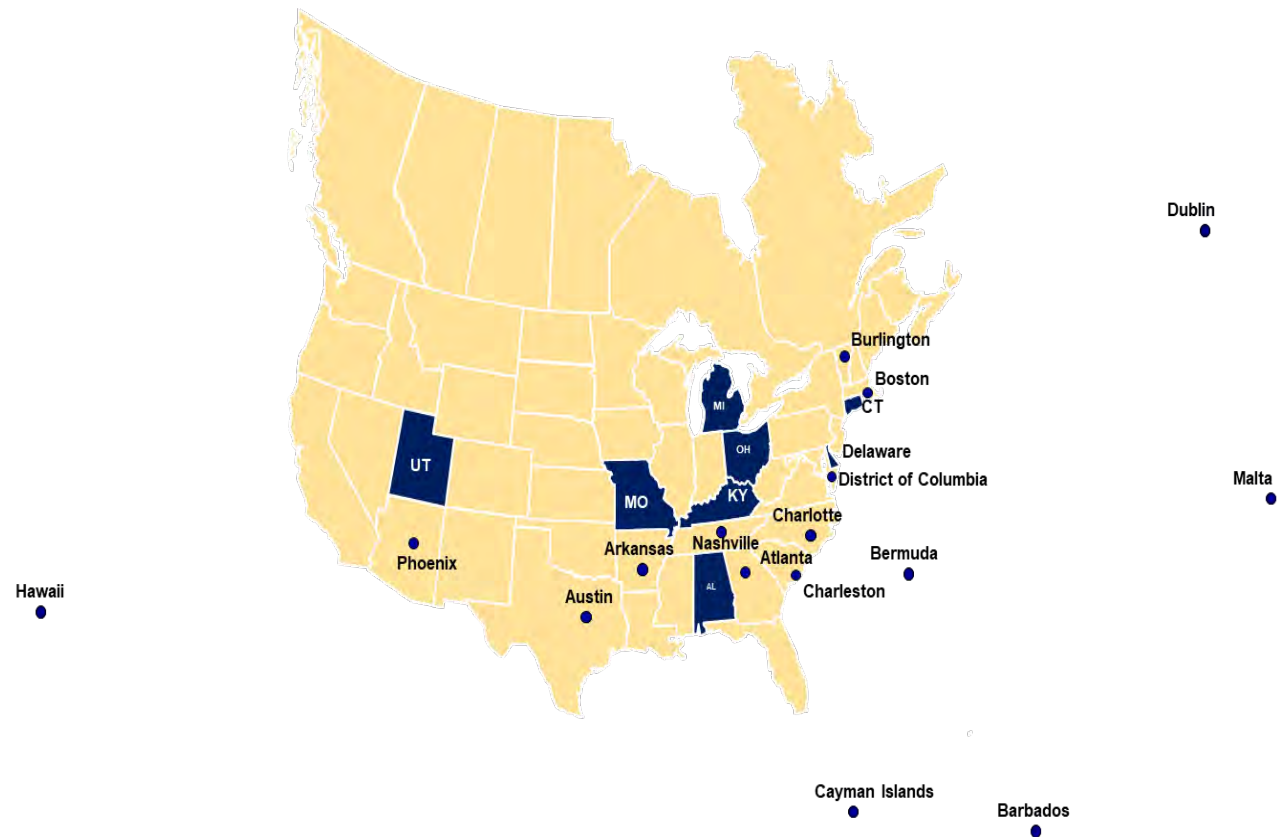 Dublin
Burlington
Boston
MI
CT
OH
Delaware
UT
District of Columbia
Malta
KY
MO
Charlotte
Nashville
Arkansas
Bermuda
Atlanta
Phoenix
Charleston
AL
Hawaii
Austin
Cayman Islands
Barbados